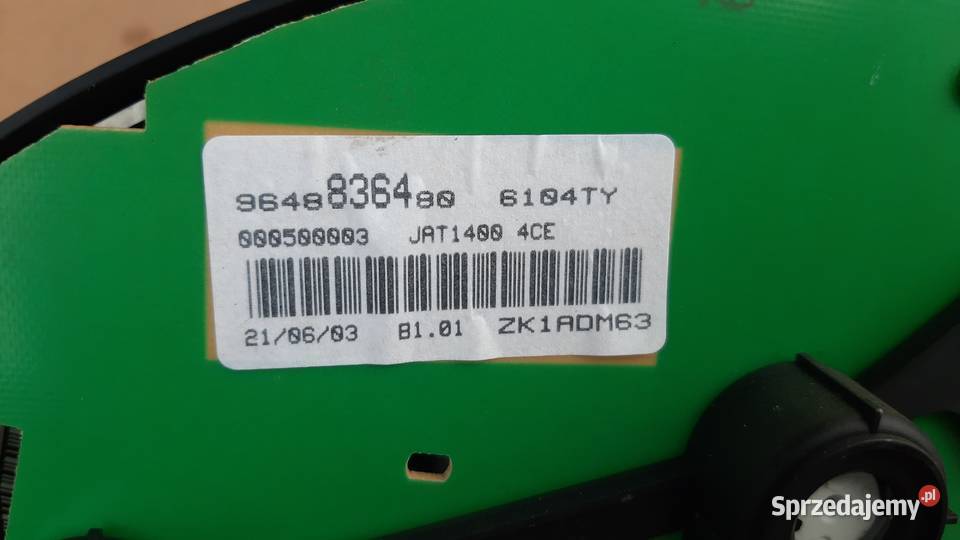 9648836480 6104TY
000500003 JAT1400 4CE
21/06/03 B1.01 ZK1ADM63
Sprzedajemy.pl